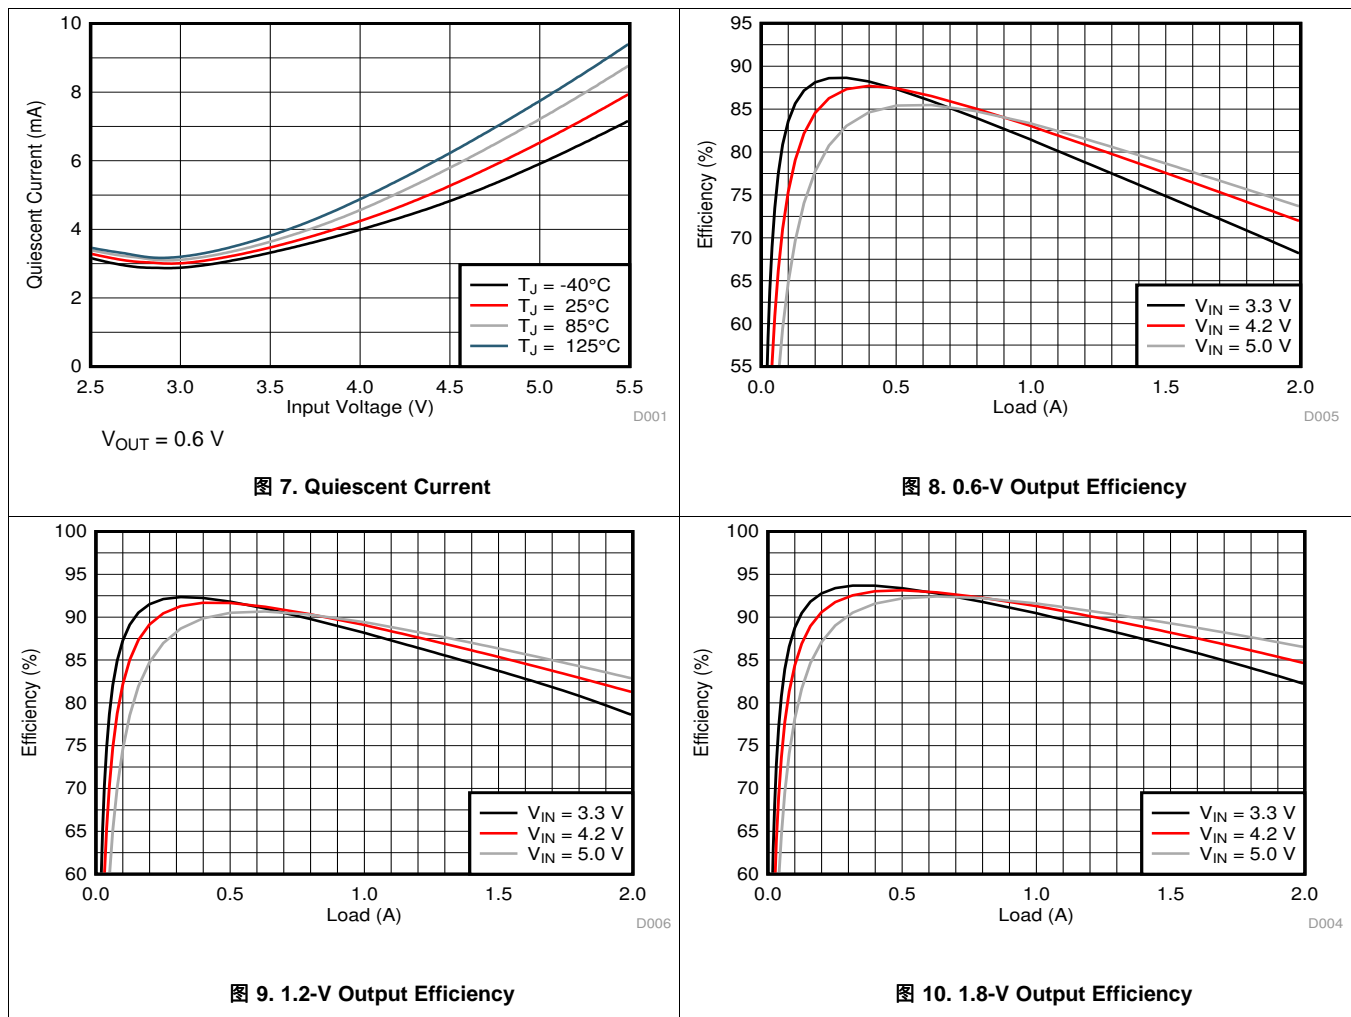 10
8
6
4
2
0
Quiescent Current (mA)
2.5 3.0 3.5 4.0 4.5 5.0 5.5
Input Voltage (V)
T_J = -40°C
T_J = 25°C
T_J = 85°C
T_J = 125°C
D001
V_OUT = 0.6 V
图 7. Quiescent Current
95
90
85
80
75
70
65
60
55
Efficiency (%)
0.0 0.5 1.0 1.5 2.0
Load (A)
V_IN = 3.3 V
V_IN = 4.2 V
V_IN = 5.0 V
D005
图 8. 0.6-V Output Efficiency
100
95
90
85
80
75
70
65
60
Efficiency (%)
0.0 0.5 1.0 1.5 2.0
Load (A)
V_IN = 3.3 V
V_IN = 4.2 V
V_IN = 5.0 V
D006
图 9. 1.2-V Output Efficiency
100
95
90
85
80
75
70
65
60
Efficiency (%)
0.0 0.5 1.0 1.5 2.0
Load (A)
V_IN = 3.3 V
V_IN = 4.2 V
V_IN = 5.0 V
D004
图 10. 1.8-V Output Efficiency